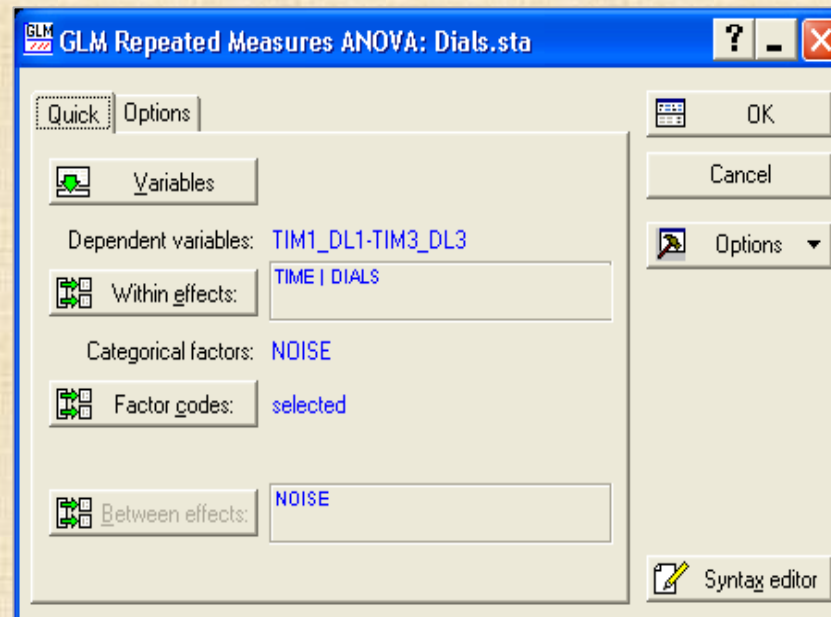 GLM GLM Repeated Measures ANOVA: Dials.sta ?
Quick Options
OK
Variables
Cancel
Dependent variables: TIM1_DL1-TIM3_DL3
Options
Within effects: TIME | DIALS
Categorical factors: NOISE
Factor codes: selected
Between effects: NOISE
Syntax editor